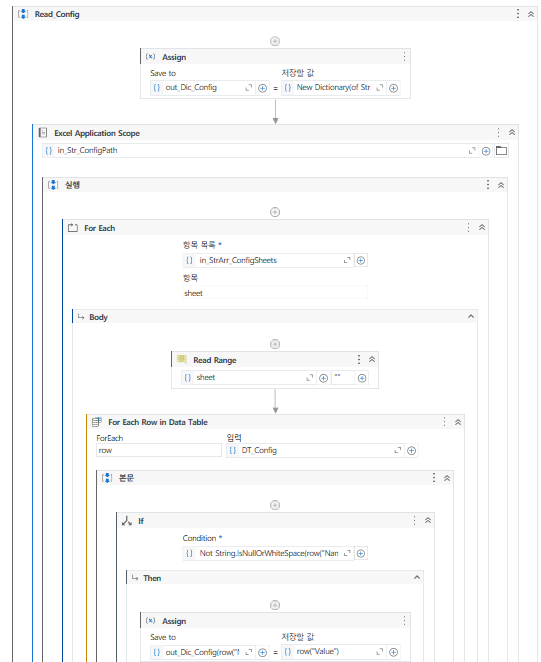 Read_Config
Assign
Save to
저장할 값
out_Dic_Config
=
New Dictionary(of Str
Excel Application Scope
in_Str_ConfigPath
실행
For Each
항목 목록 *
in_StrArr_ConfigSheets
항목
sheet
Body
Read Range
sheet
""
For Each Row in Data Table
ForEach
입력
row
DT_Config
본문
If
Condition *
Not String.IsNullOrWhiteSpace(row("Nan
Then
Assign
Save to
저장할 값
out_Dic_Config(row("
=
row("Value")